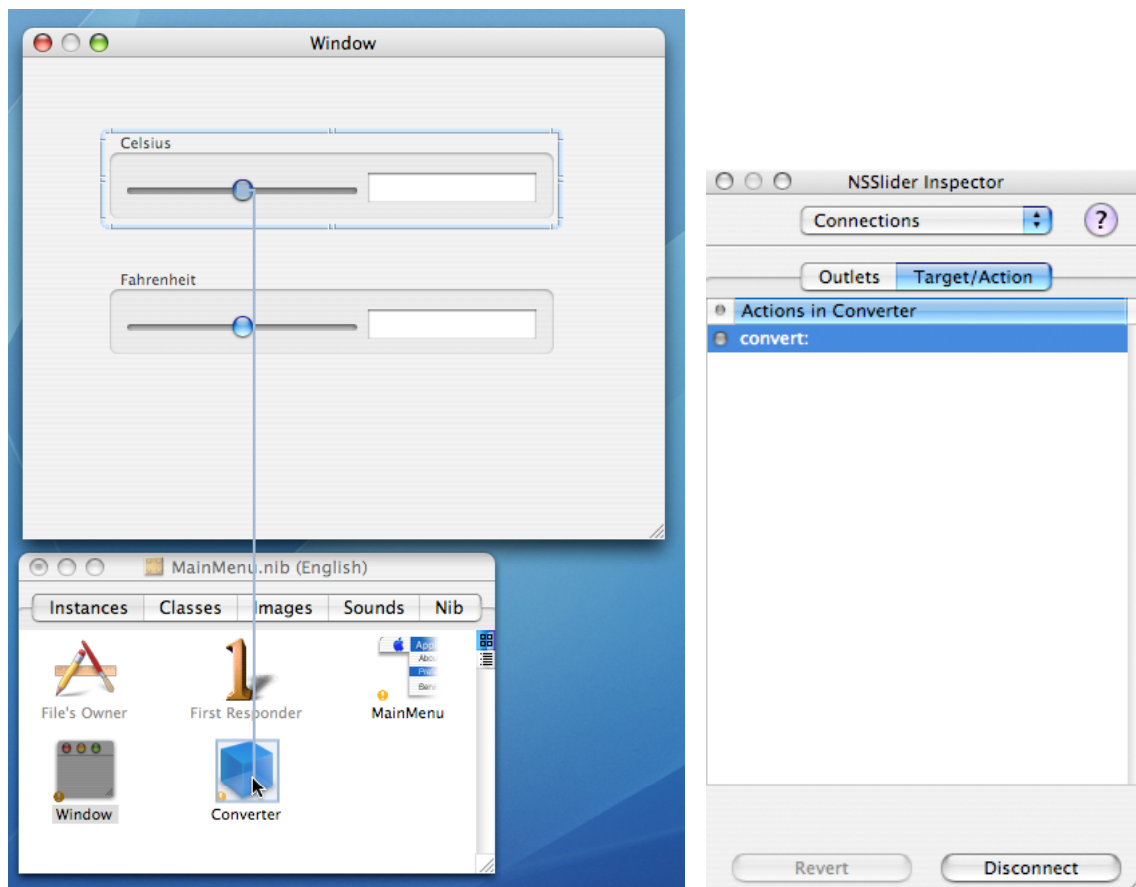 Window
Celsius
Fahrenheit
MainMenu.nib (English)
Instances Classes Images Sounds Nib
File's Owner First Responder MainMenu
Window Converter
NSSlider Inspector
Connections ?
Outlets Target/Action
Actions in Converter
convert:
Revert Disconnect